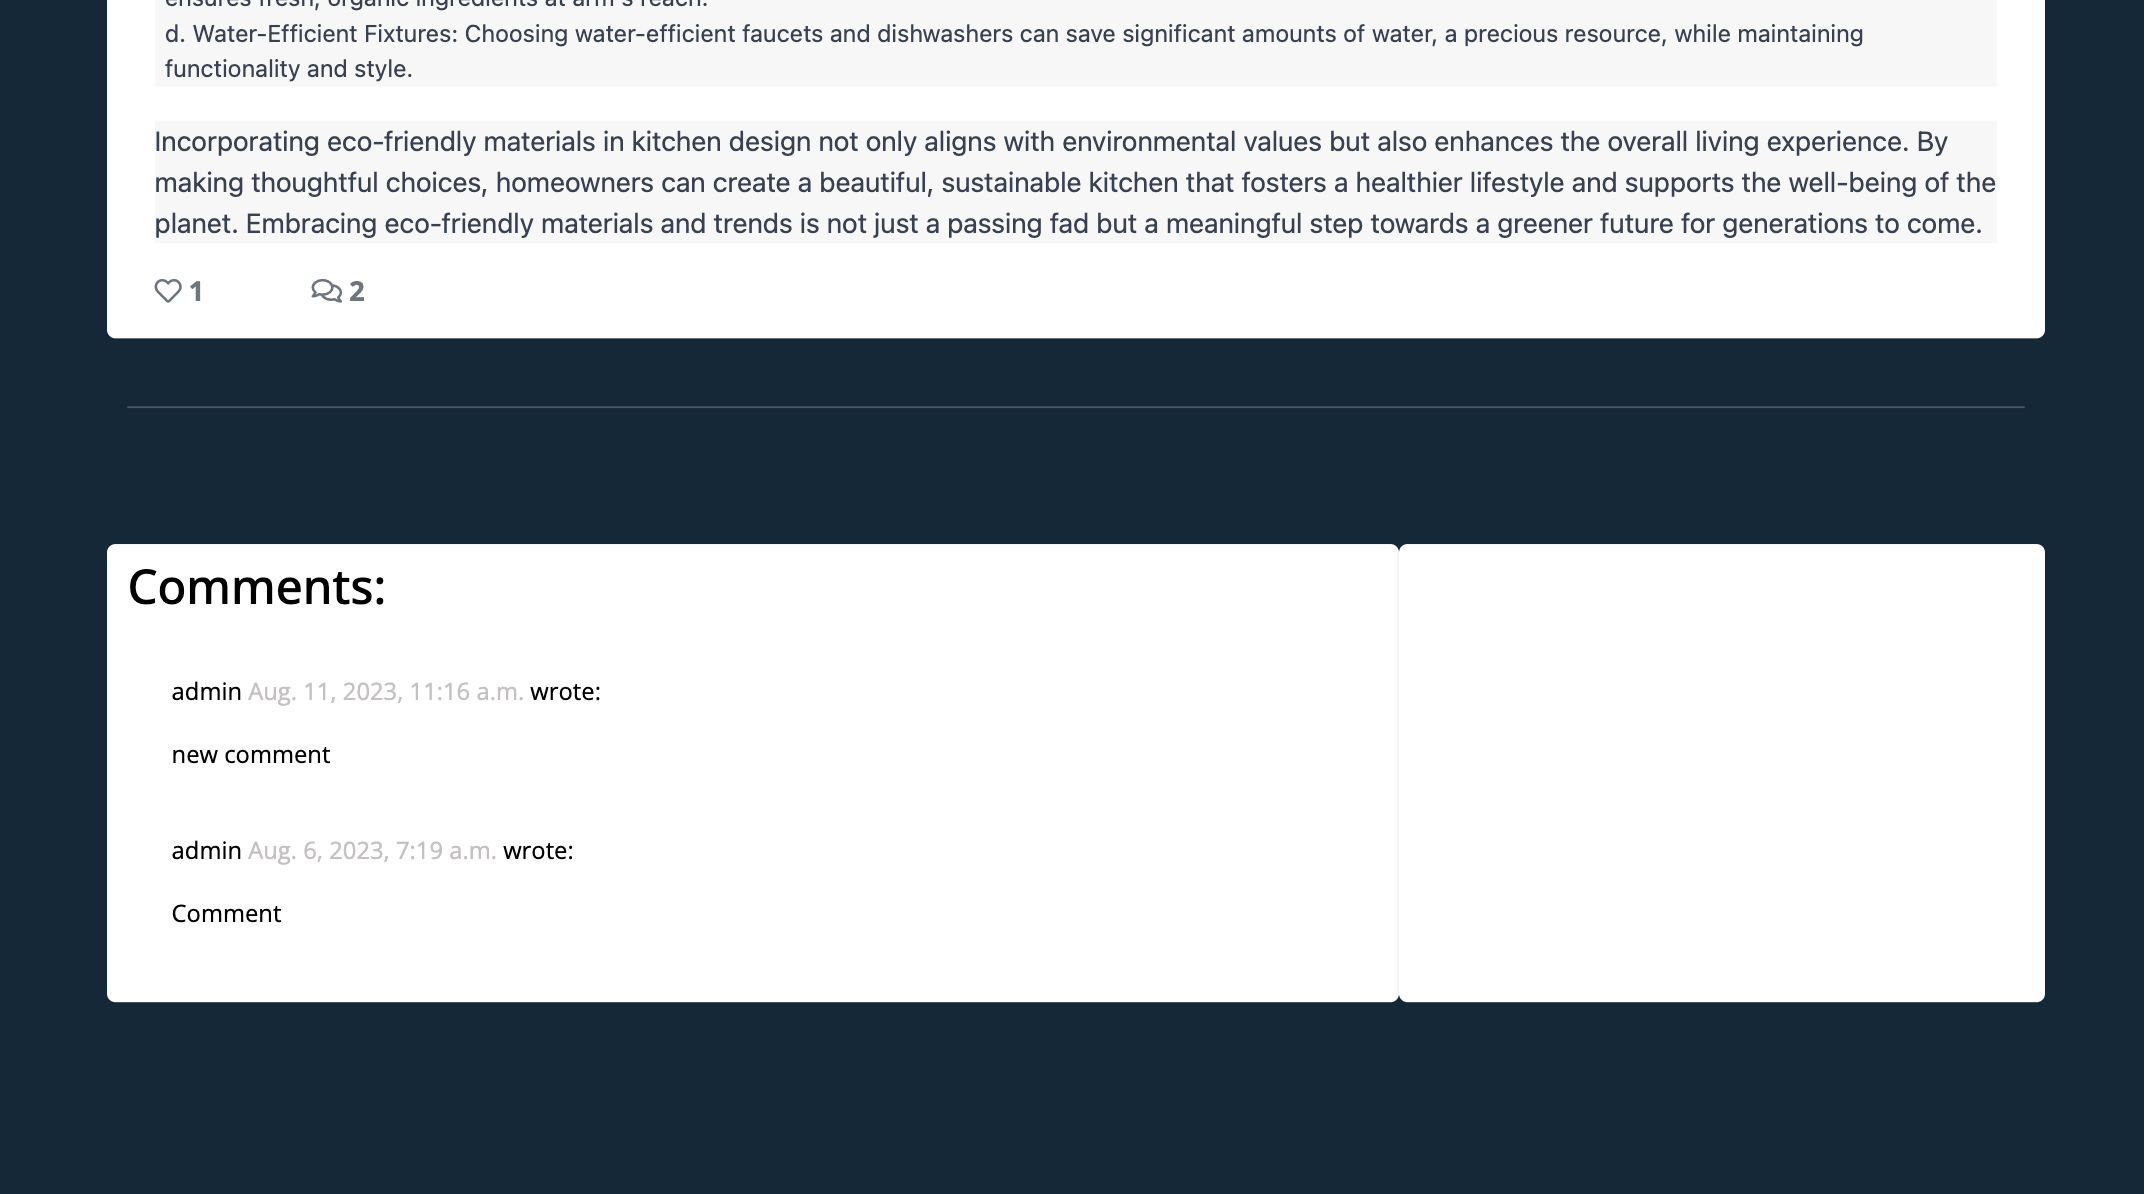 ensures fresh, organic ingredients at arm's reach.
d. Water-Efficient Fixtures: Choosing water-efficient faucets and dishwashers can save significant amounts of water, a precious resource, while maintaining
functionality and style.
Incorporating eco-friendly materials in kitchen design not only aligns with environmental values but also enhances the overall living experience. By
making thoughtful choices, homeowners can create a beautiful, sustainable kitchen that fosters a healthier lifestyle and supports the well-being of the
planet. Embracing eco-friendly materials and trends is not just a passing fad but a meaningful step towards a greener future for generations to come.
1 2
Comments:
admin Aug. 11, 2023, 11:16 a.m. wrote:
new comment
admin Aug. 6, 2023, 7:19 a.m. wrote:
Comment